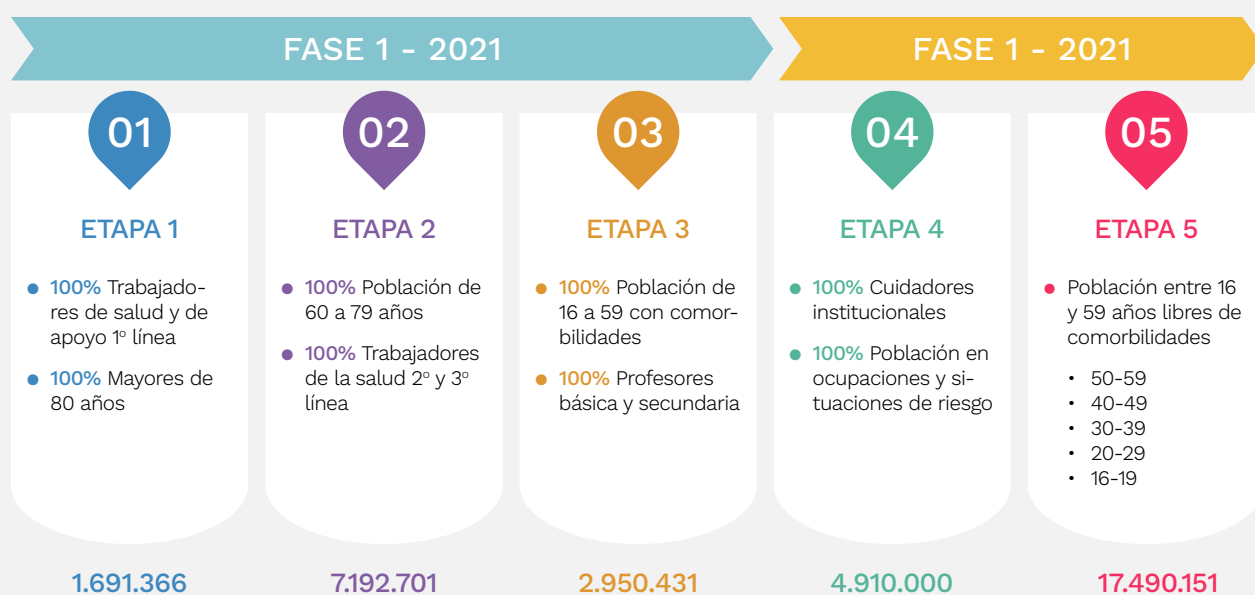 FASE 1 - 2021
FASE 1 - 2021
01
ETAPA 1
100% Trabajado-
res de salud y de
apoyo 1º línea
100% Mayores de
80 años
1.691.366
02
ETAPA 2
100% Población de
60 a 79 años
100% Trabajadores
de la salud 2º y 3º
línea
7.192.701
03
ETAPA 3
100% Población de
16 a 59 con comor-
bilidades
100% Profesores
básica y secundaria
2.950.431
04
ETAPA 4
100% Cuidadores
institucionales
100% Población en
ocupaciones y si-
tuaciones de riesgo
4.910.000
05
ETAPA 5
Población entre 16
y 59 años libres de
comorbilidades
50-59
40-49
30-39
20-29
16-19
17.490.151